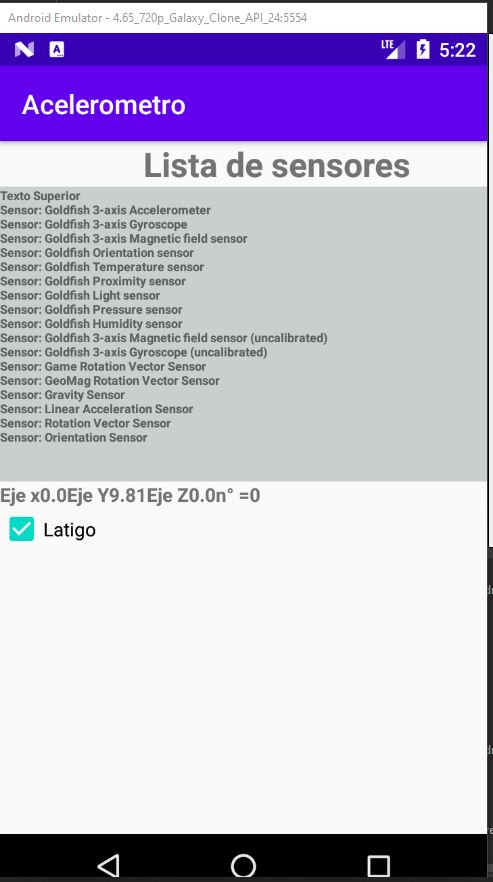 Android Emulator - 4.65_720p_Galaxy_Clone_API_24:5554
N A LTE 5:22
Acelerometro
Lista de sensores
Texto Superior
Sensor: Goldfish 3-axis Accelerometer
Sensor: Goldfish 3-axis Gyroscope
Sensor: Goldfish 3-axis Magnetic field sensor
Sensor: Goldfish Orientation sensor
Sensor: Goldfish Temperature sensor
Sensor: Goldfish Proximity sensor
Sensor: Goldfish Light sensor
Sensor: Goldfish Pressure sensor
Sensor: Goldfish Humidity sensor
Sensor: Goldfish 3-axis Magnetic field sensor (uncalibrated)
Sensor: Goldfish 3-axis Gyroscope (uncalibrated)
Sensor: Game Rotation Vector Sensor
Sensor: GeoMag Rotation Vector Sensor
Sensor: Gravity Sensor
Sensor: Linear Acceleration Sensor
Sensor: Rotation Vector Sensor
Sensor: Orientation Sensor
Eje x0.0Eje Y9.81Eje Z0.0n° =0
Latigo